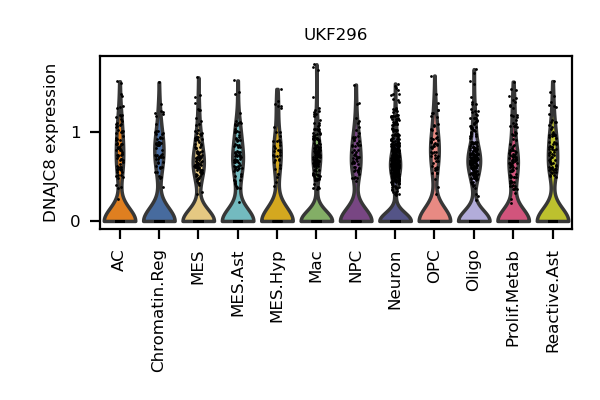 UKF296
DNAJC8 expression
1
0
AC
Chromatin.Reg
MES
MES.Ast
MES.Hyp
Mac
NPC
Neuron
OPC
Oligo
Prolif.Metab
Reactive.Ast